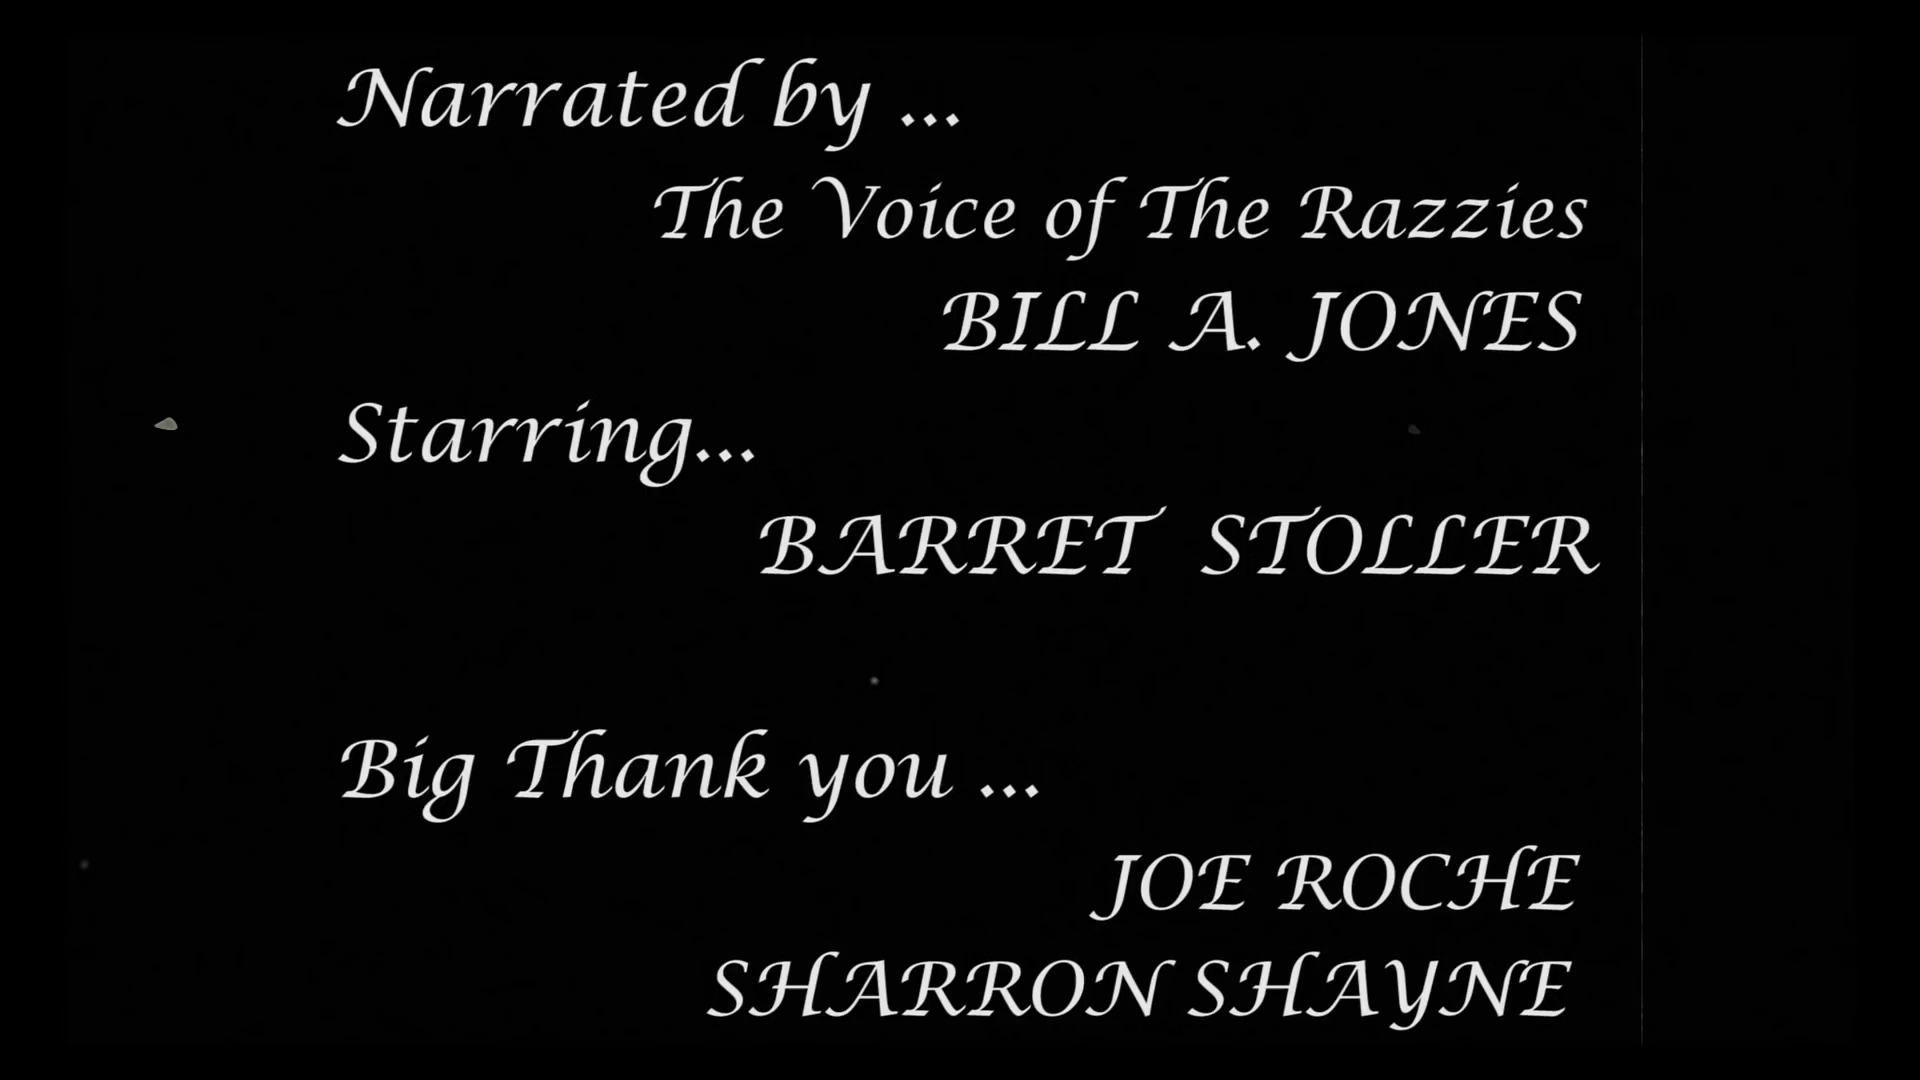 Narrated by ...
The Voice of The Razzies
BILL A. JONES
Starring...
BARRET STOLLER
Big Thank you ...
JOE ROCHE
SHARRON SHAYNE